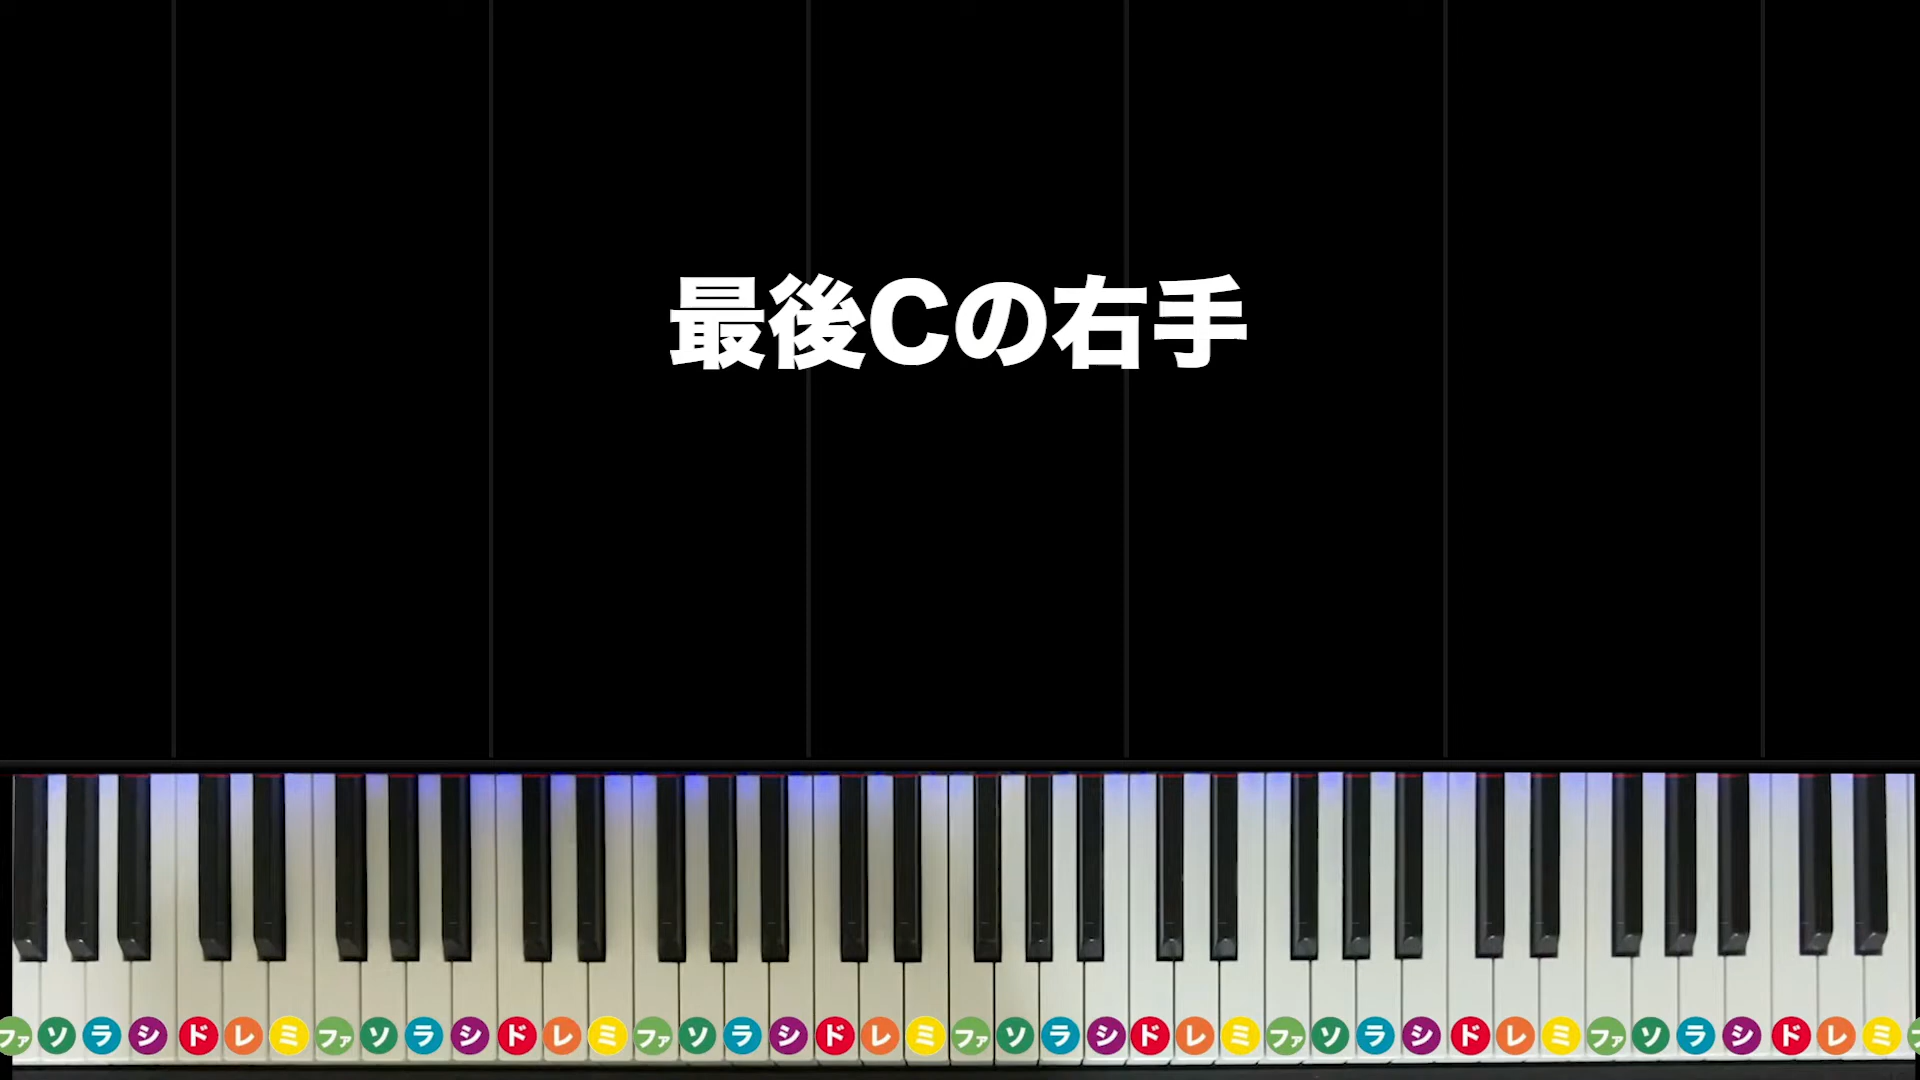 最後Cの右手
ファ ソ ラ シ ド レ ミ ファ ソ ラ シ ド レ ミ ファ ソ ラ シ ド レ ミ ファ ソ ラ シ ド レ ミ ファ ソ ラ シ ド レ ミ ファ ソ ラ シ ド レ ミ フ